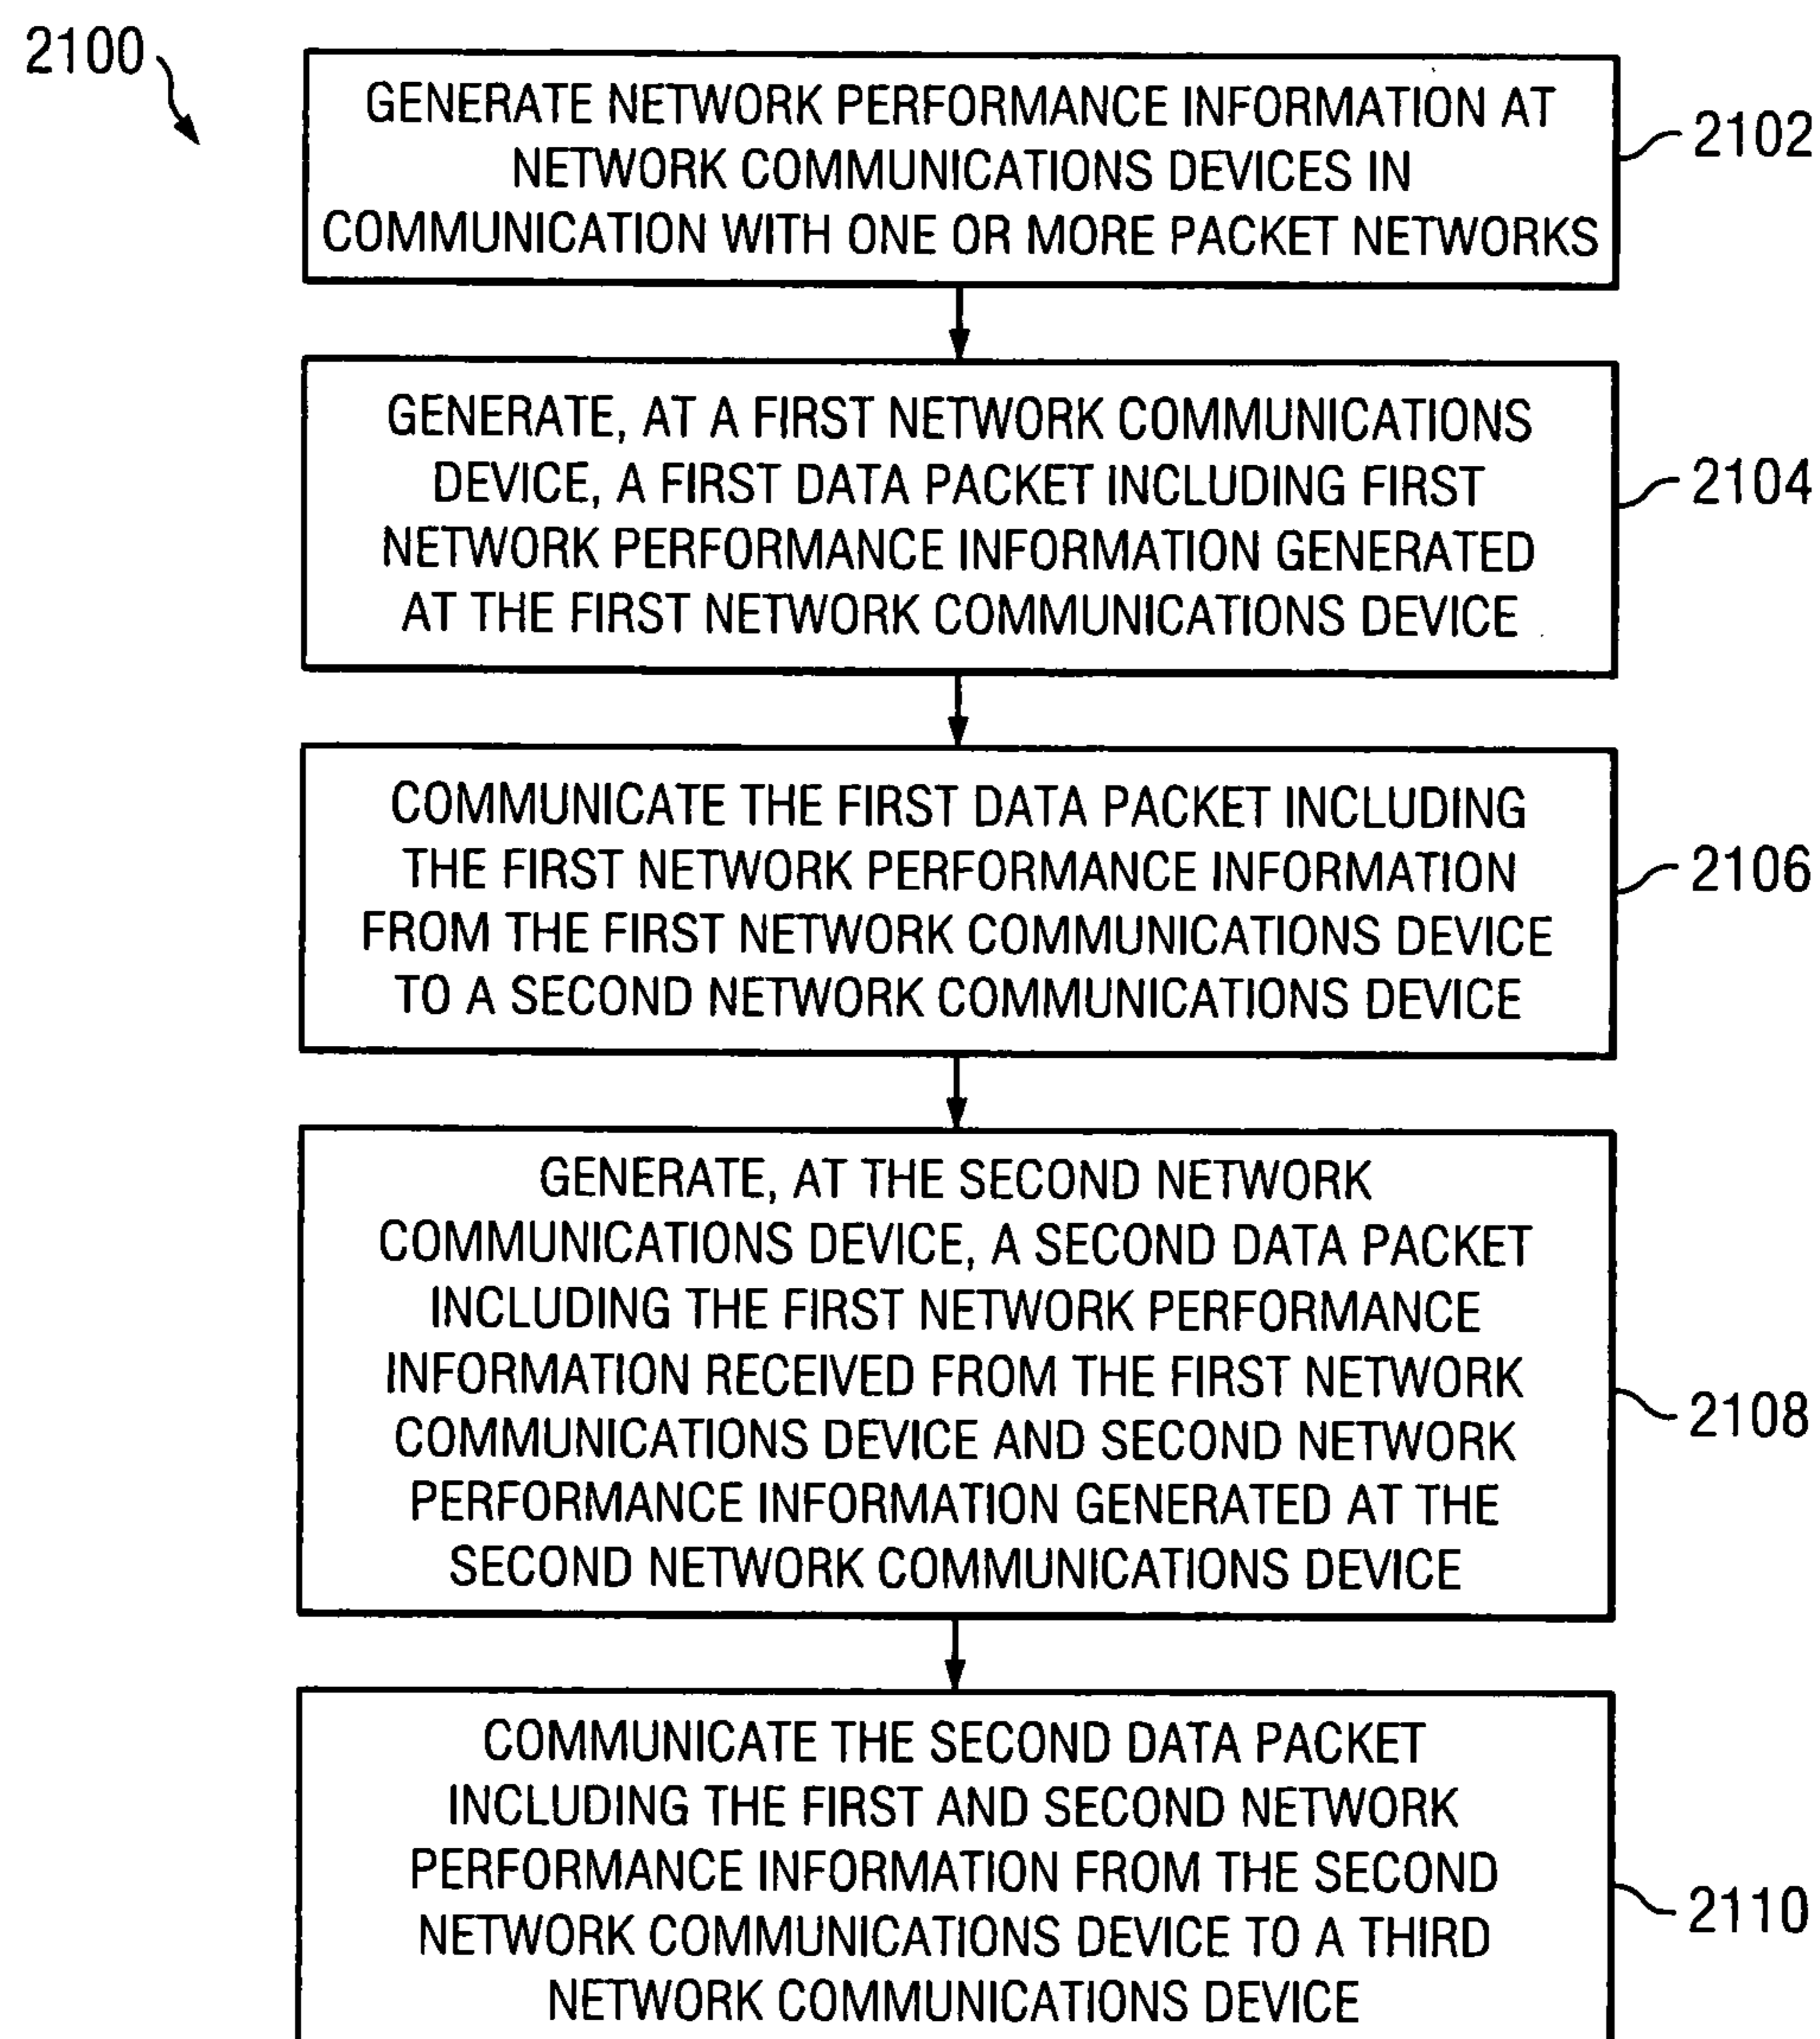 2100
GENERATE NETWORK PERFORMANCE INFORMATION AT
NETWORK COMMUNICATIONS DEVICES IN
COMMUNICATION WITH ONE OR MORE PACKET NETWORKS
2102
GENERATE, AT A FIRST NETWORK COMMUNICATIONS
DEVICE, A FIRST DATA PACKET INCLUDING FIRST
NETWORK PERFORMANCE INFORMATION GENERATED
AT THE FIRST NETWORK COMMUNICATIONS DEVICE
2104
COMMUNICATE THE FIRST DATA PACKET INCLUDING
THE FIRST NETWORK PERFORMANCE INFORMATION
FROM THE FIRST NETWORK COMMUNICATIONS DEVICE
TO A SECOND NETWORK COMMUNICATIONS DEVICE
2106
GENERATE, AT THE SECOND NETWORK
COMMUNICATIONS DEVICE, A SECOND DATA PACKET
INCLUDING THE FIRST NETWORK PERFORMANCE
INFORMATION RECEIVED FROM THE FIRST NETWORK
COMMUNICATIONS DEVICE AND SECOND NETWORK
PERFORMANCE INFORMATION GENERATED AT THE
SECOND NETWORK COMMUNICATIONS DEVICE
2108
COMMUNICATE THE SECOND DATA PACKET
INCLUDING THE FIRST AND SECOND NETWORK
PERFORMANCE INFORMATION FROM THE SECOND
NETWORK COMMUNICATIONS DEVICE TO A THIRD
NETWORK COMMUNICATIONS DEVICE
2110